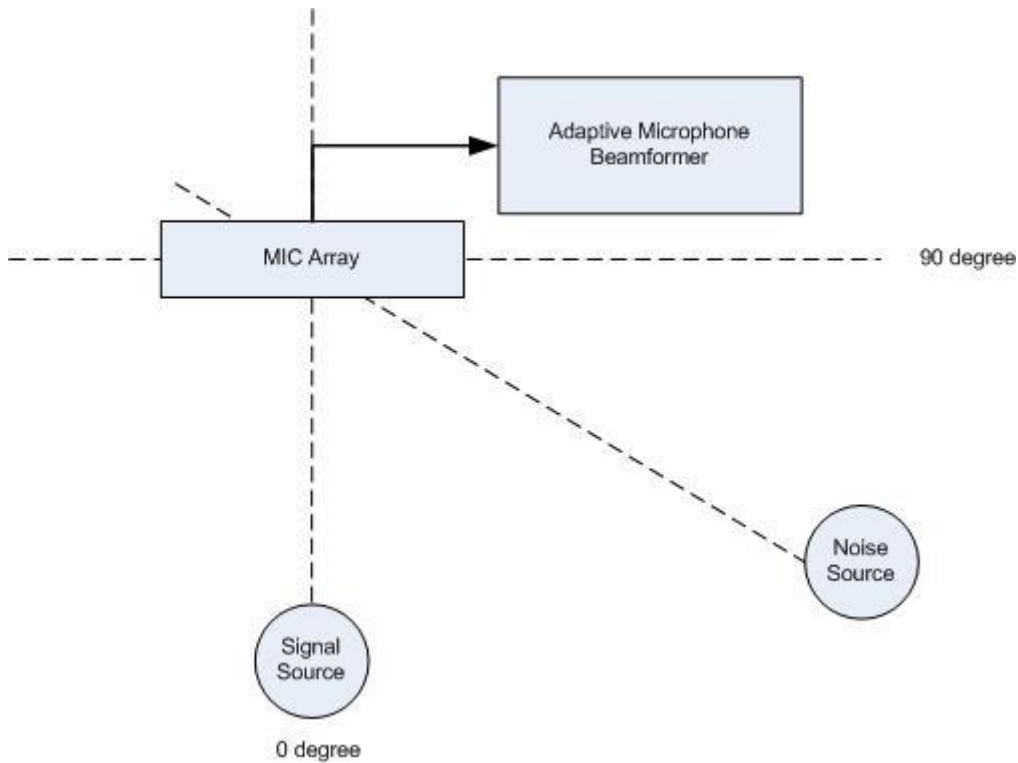 Adaptive Microphone
Beamformer
MIC Array
90 degree
Noise
Source
Signal
Source
0 degree